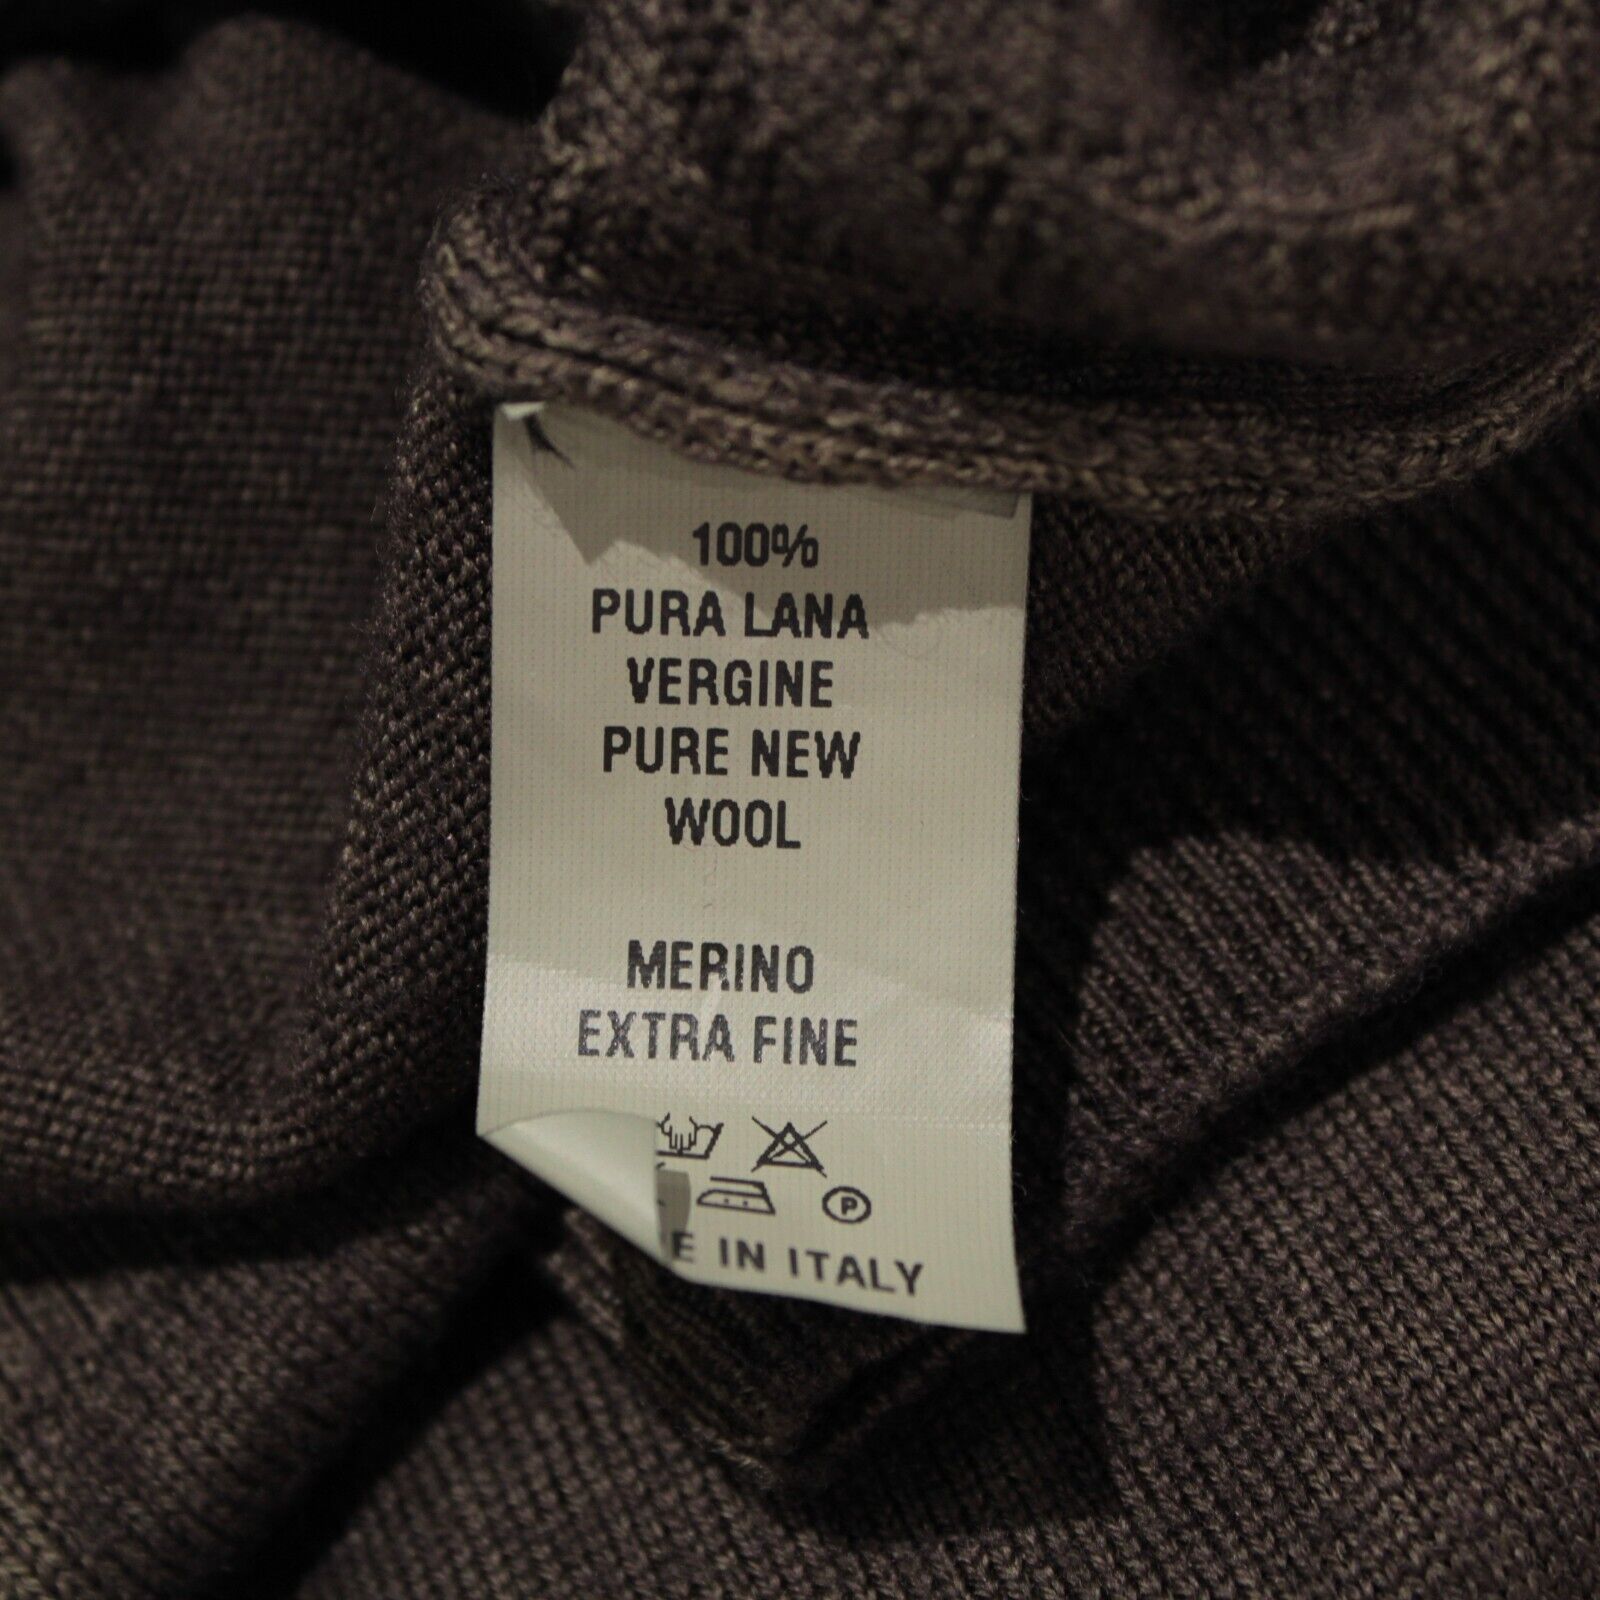 100%
PURA LANA
VERGINE
PURE NEW
WOOL
MERINO
EXTRA FINE
P
IN ITALY